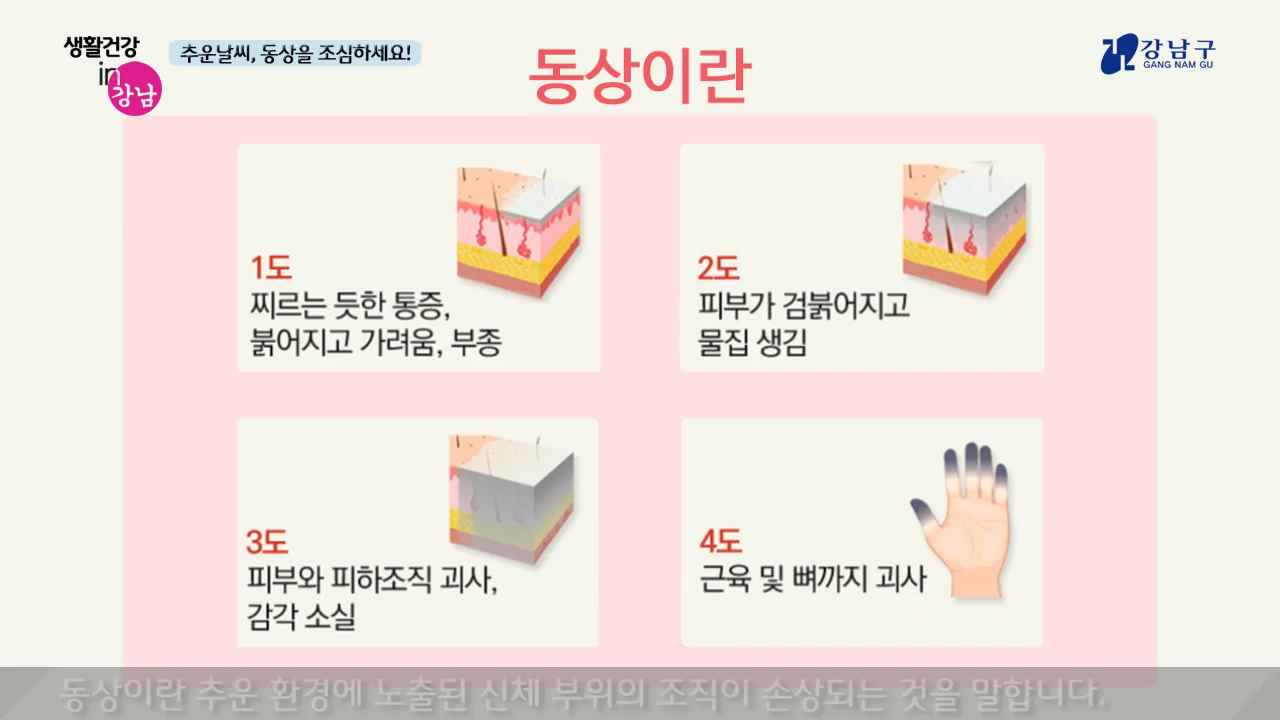 생활건강
in
강남
추운날씨, 동상을 조심하세요!
동상이란
강남구
GANG NAM GU
1도
찌르는 듯한 통증,
붉어지고 가려움, 부종
2도
피부가 검붉어지고
물집 생김
3도
피부와 피하조직 괴사,
감각 소실
4도
근육 및 뼈까지 괴사
동상이란 추운 환경에 노출된 신체 부위의 조직이 손상되는 것을 말합니다.